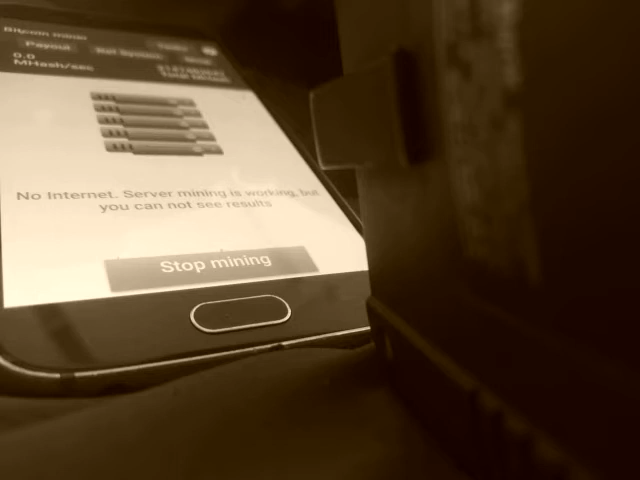 Bitcoin miner
Payout
0.0
MHash/sec
No Internet. Server mining is working, but
you can not see results
Stop mining